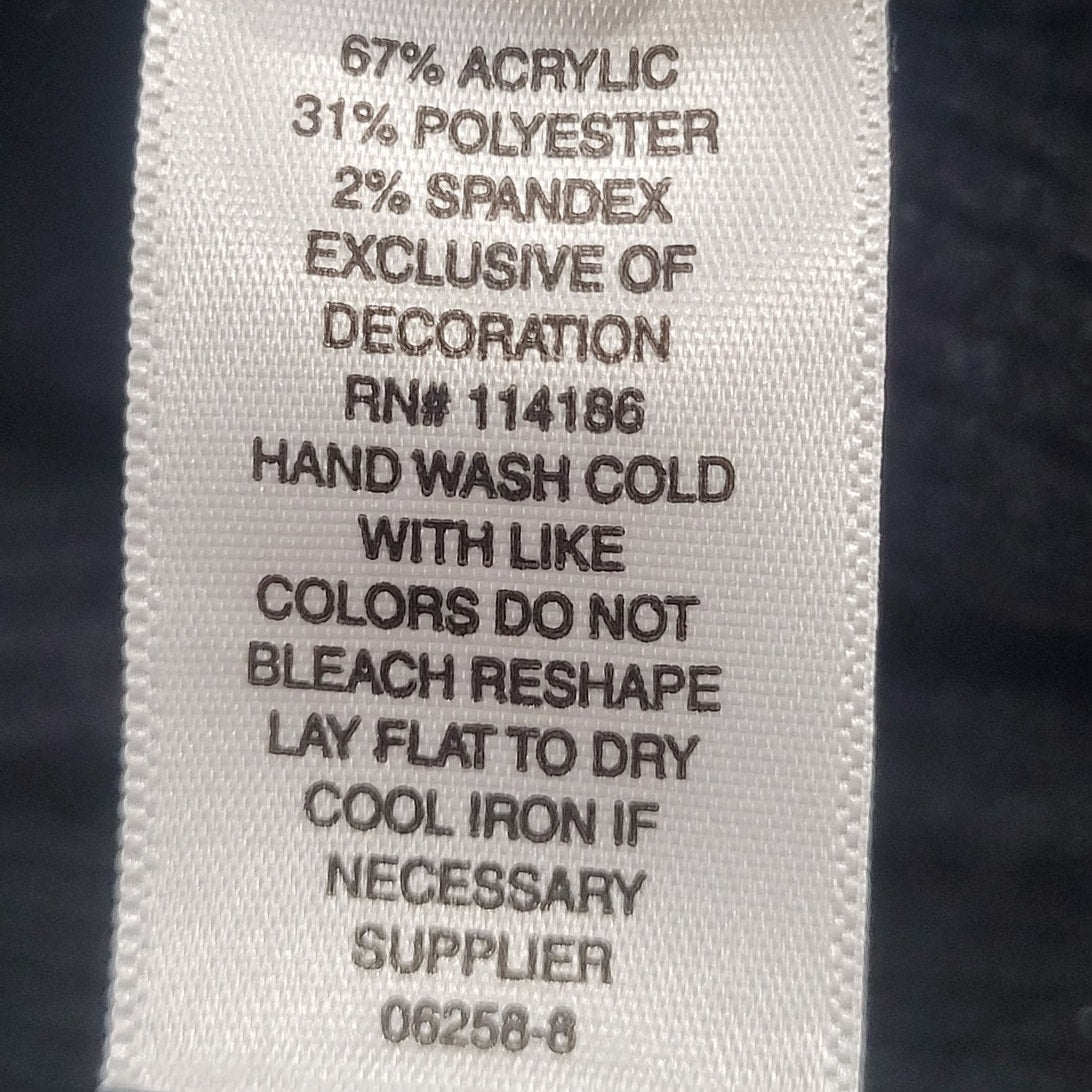 67% ACRYLIC
31% POLYESTER
2% SPANDEX
EXCLUSIVE OF
DECORATION
RN# 114186
HAND WASH COLD
WITH LIKE
COLORS DO NOT
BLEACH RESHAPE
LAY FLAT TO DRY
COOL IRON IF
NECESSARY
SUPPLIER
06258-8